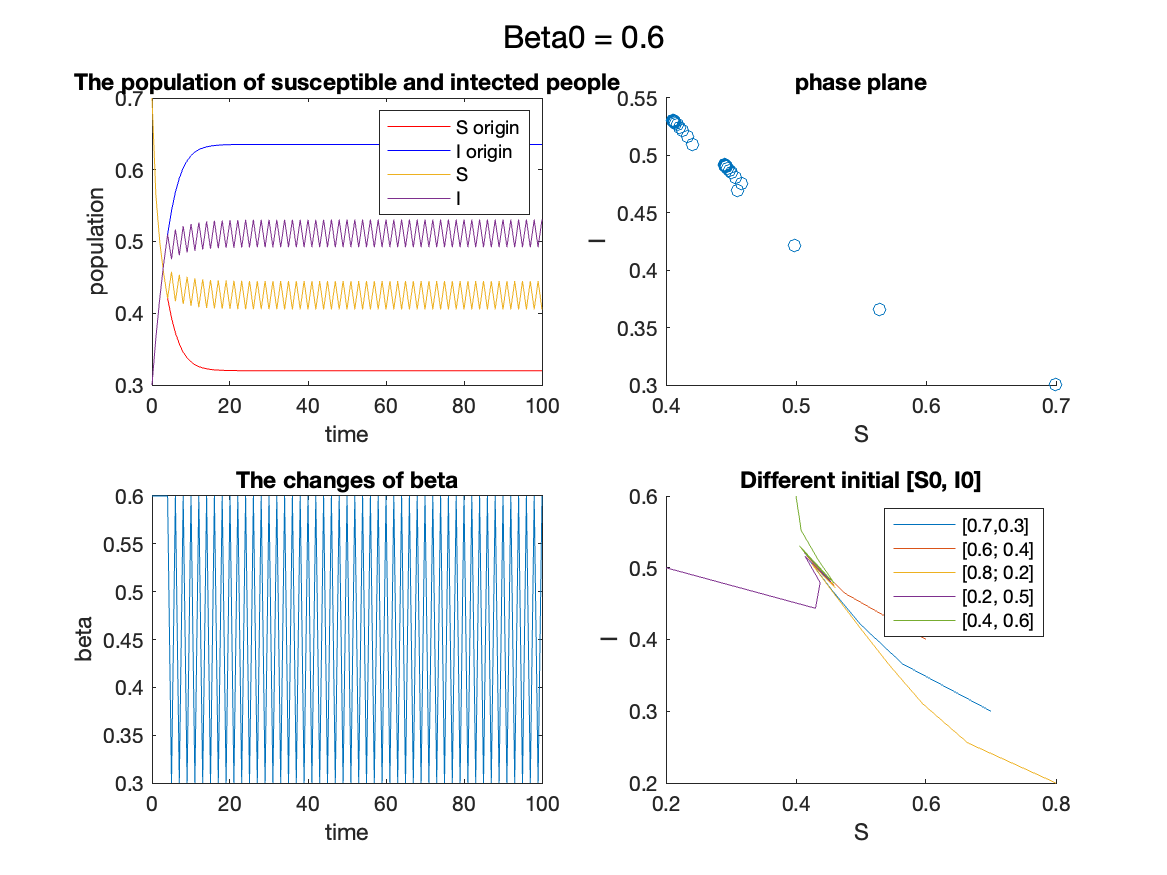 Beta0 = 0.6
The population of susceptible and intected people
0.7
0.6
0.5
0.4
0.3
0
20
40
60
80
100
population
time
S origin
I origin
S
I
phase plane
0.55
0.5
0.45
0.4
0.35
0.3
0.4
0.5
0.6
0.7
I
S
The changes of beta
0.6
0.55
0.5
0.45
0.4
0.35
0.3
0
20
40
60
80
100
beta
time
Different initial [S0, I0]
0.6
0.5
0.4
0.3
0.2
0.2
0.4
0.6
0.8
I
S
[0.7,0.3]
[0.6; 0.4]
[0.8; 0.2]
[0.2, 0.5]
[0.4, 0.6]